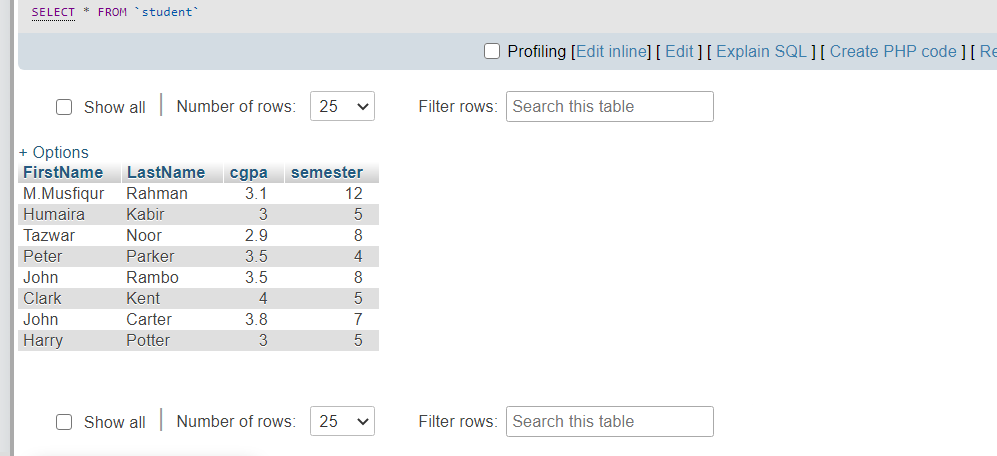 SELECT * FROM `student`
Profiling [Edit inline] [ Edit ] [ Explain SQL ] [ Create PHP code ] [
Show all | Number of rows: 25 Filter rows: Search this table
+ Options
FirstName LastName cgpa semester
M.Musfiqur Rahman 3.1 12
Humaira Kabir 3 5
Tazwar Noor 2.9 8
Peter Parker 3.5 4
John Rambo 3.5 8
Clark Kent 4 5
John Carter 3.8 7
Harry Potter 3 5
Show all | Number of rows: 25 Filter rows: Search this table